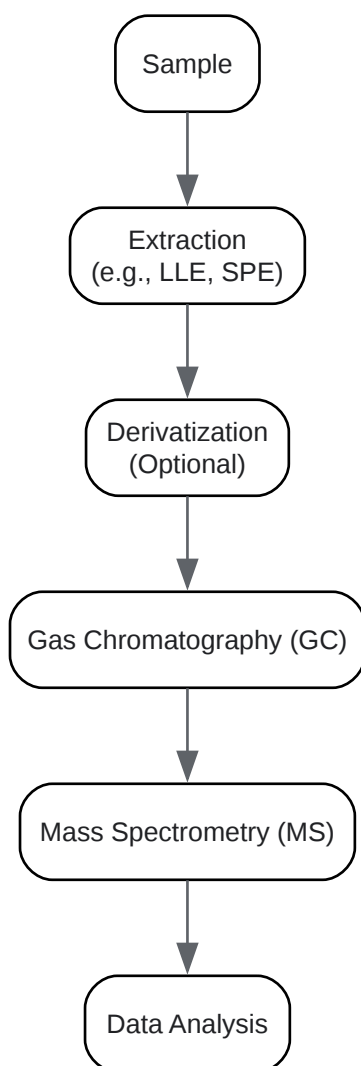 Sample
Extraction
(e.g., LLE, SPE)
Derivatization
(Optional)
Gas Chromatography (GC)
Mass Spectrometry (MS)
Data Analysis